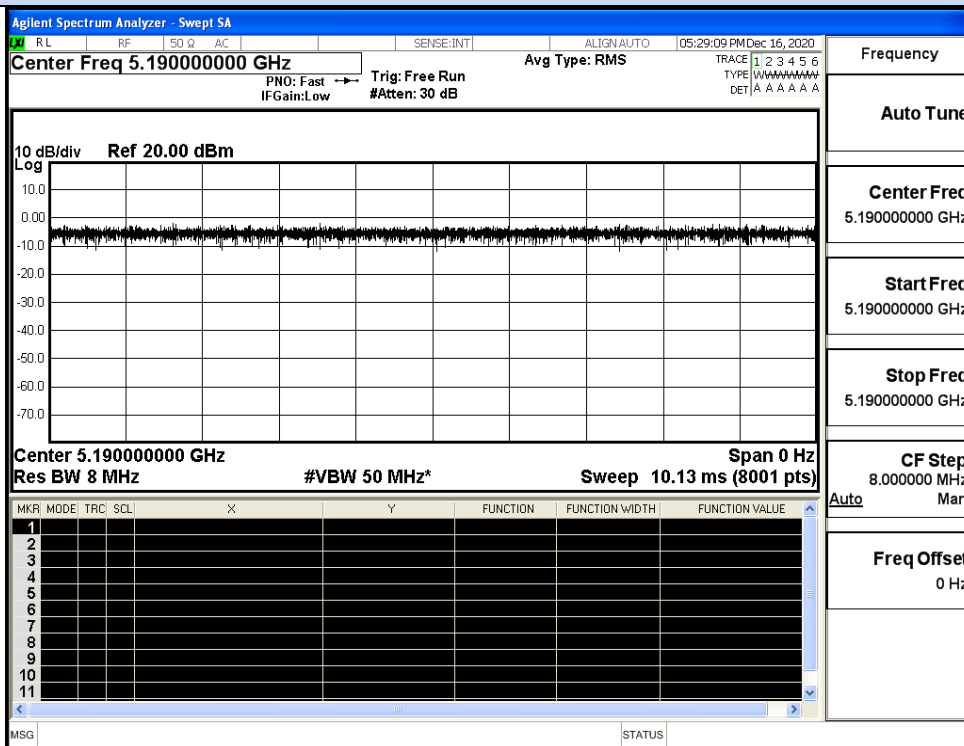 Agilent Spectrum Analyzer - Swept SA
LXI RL RF 50 Ω AC SENSE:INT ALIGN AUTO 05:29:09 PM Dec 16, 2020
Center Freq 5.190000000 GHz Avg Type: RMS TRACE 1 2 3 4 5 6
PNO: Fast Trig: Free Run TYPE WWWWWW
IFGain:Low #Atten: 30 dB DET A A A A A A
10 dB/div Ref 20.00 dBm
Log
10.0
0.00
-10.0
-20.0
-30.0
-40.0
-50.0
-60.0
-70.0
Center 5.190000000 GHz Span 0 Hz
Res BW 8 MHz #VBW 50 MHz* Sweep 10.13 ms (8001 pts)
MKR MODE TRC SCL X Y FUNCTION FUNCTION WIDTH FUNCTION VALUE
1
2
3
4
5
6
7
8
9
10
11
MSG STATUS
Frequency
Auto Tune
Center Freq
5.190000000 GHz
Start Freq
5.190000000 GHz
Stop Freq
5.190000000 GHz
CF Step
8.000000 MHz
Auto Man
Freq Offset
0 Hz